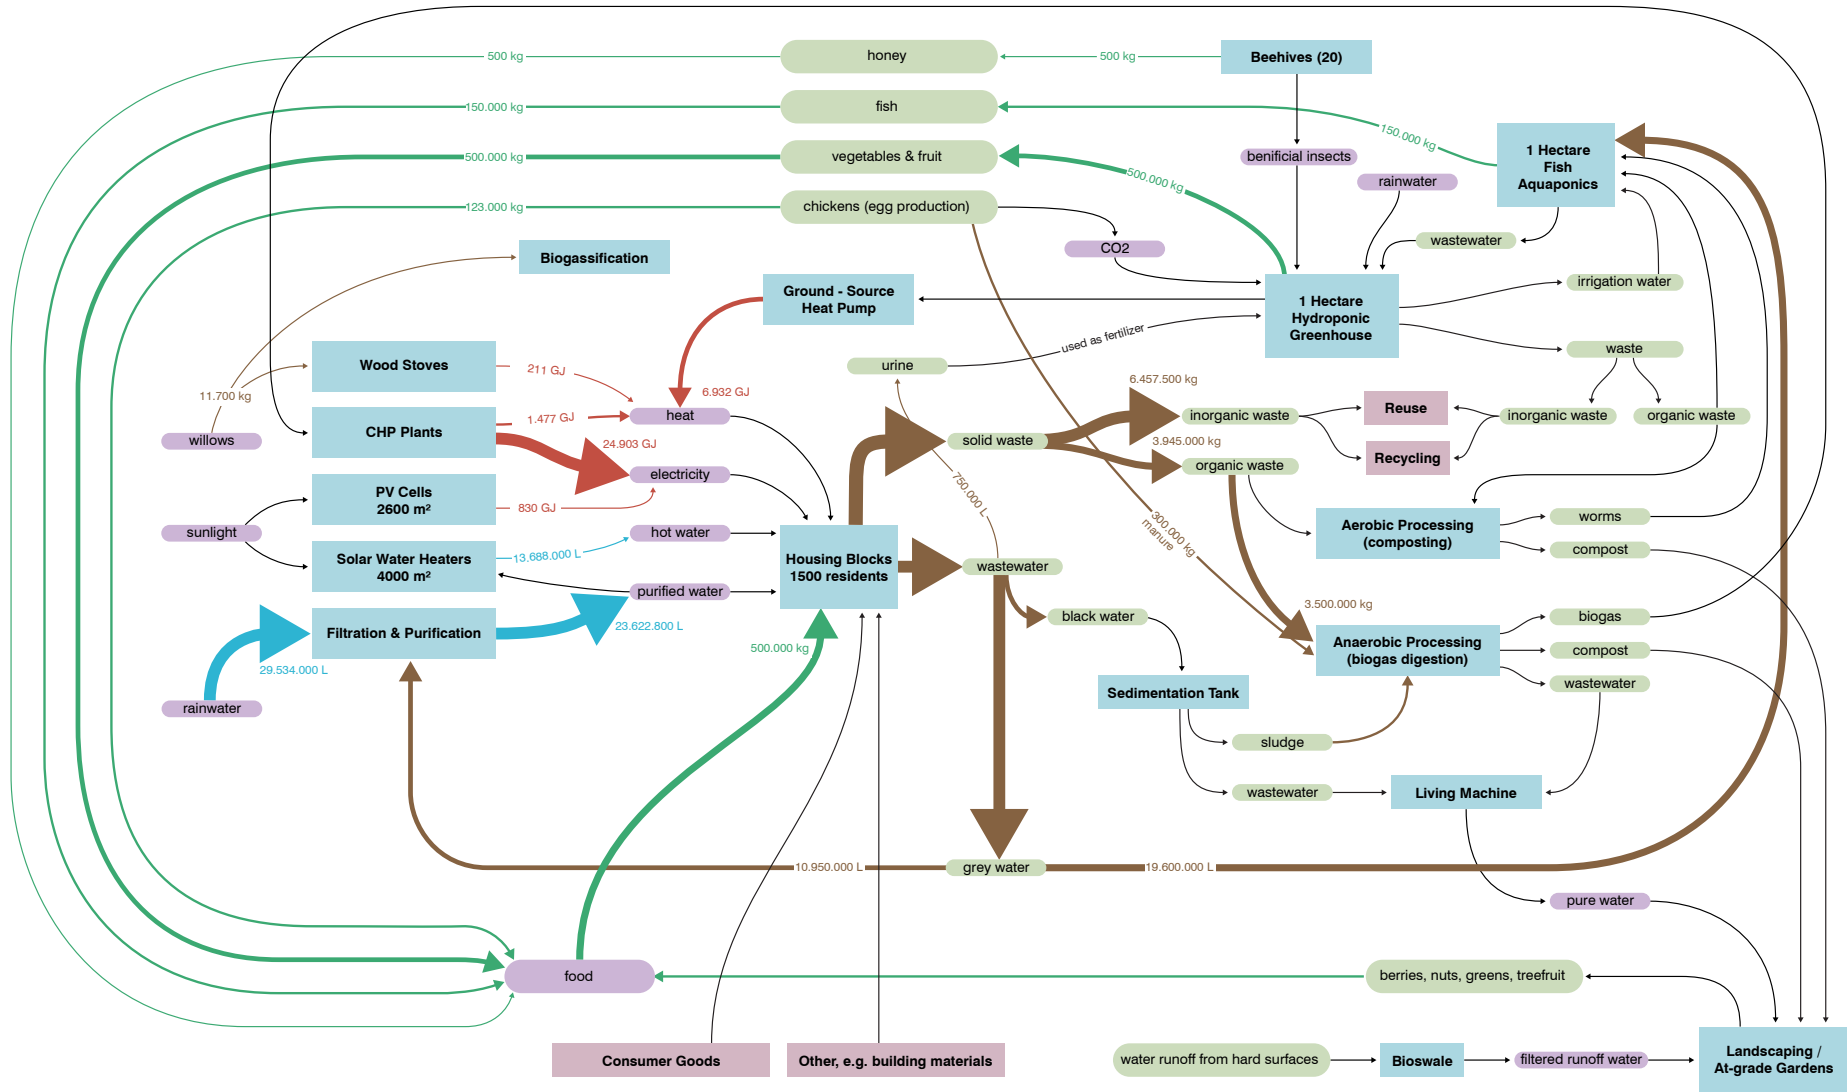 honey
500 kg
500 kg
Beehives (20)
fish
150.000 kg
150.000 kg
1 Hectare
Fish
Aquaponics
vegetables & fruit
500.000 kg
500.000 kg
benificial insects
rainwater
chickens (egg production)
123.000 kg
CO2
wastewater
Biogassification
Ground - Source
Heat Pump
1 Hectare
Hydroponic
Greenhouse
irrigation water
used as fertilizer
waste
Wood Stoves
211 GJ
6.932 GJ
urine
11.700 kg
willows
CHP Plants
1.477 GJ
heat
24.903 GJ
electricity
6.457.500 kg
inorganic waste
Reuse
inorganic waste
organic waste
solid waste
3.945.000 kg
organic waste
Recycling
PV Cells
2600 m²
830 GJ
750.000 L
300.000 kg
manure
sunlight
hot water
13.688.000 L
Solar Water Heaters
4000 m²
Housing Blocks
1500 residents
wastewater
Aerobic Processing
(composting)
worms
compost
purified water
Filtration & Purification
23.622.800 L
29.534.000 L
rainwater
500.000 kg
black water
3.500.000 kg
Anaerobic Processing
(biogas digestion)
biogas
compost
wastewater
Sedimentation Tank
sludge
wastewater
Living Machine
10.950.000 L
grey water
19.600.000 L
pure water
food
berries, nuts, greens, treefruit
Consumer Goods
Other, e.g. building materials
water runoff from hard surfaces
Bioswale
filtered runoff water
Landscaping /
At-grade Gardens